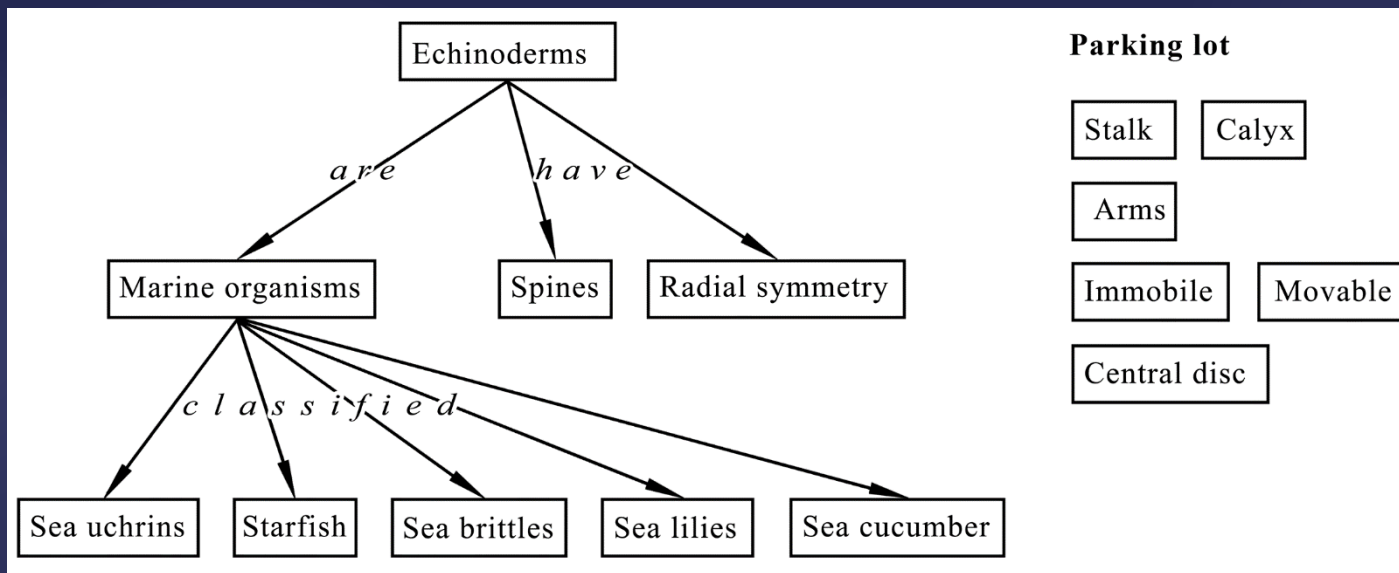 Echinoderms
Parking lot
Stalk Calyx
are have
Arms
Marine organisms Spines Radial symmetry
Immobile Movable
Central disc
classified
Sea uchrins Starfish Sea brittles Sea lilies Sea cucumber